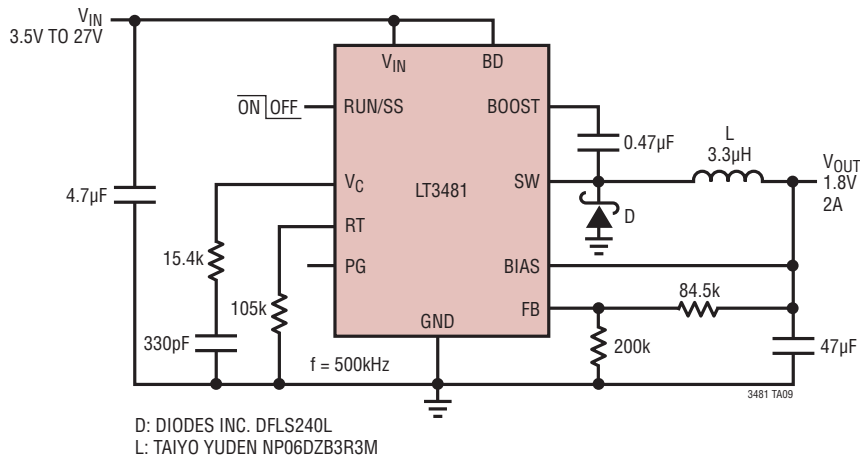 VIN
3.5V TO 27V
VIN
BD
ON OFF
RUN/SS
BOOST
0.47µF
L
3.3µH
VOUT
1.8V
2A
4.7µF
VC
LT3481
SW
D
15.4k
RT
PG
BIAS
105k
84.5k
FB
GND
330pF
f = 500kHz
200k
47µF
3481 TA09
D: DIODES INC. DFLS240L
L: TAIYO YUDEN NP06DZB3R3M